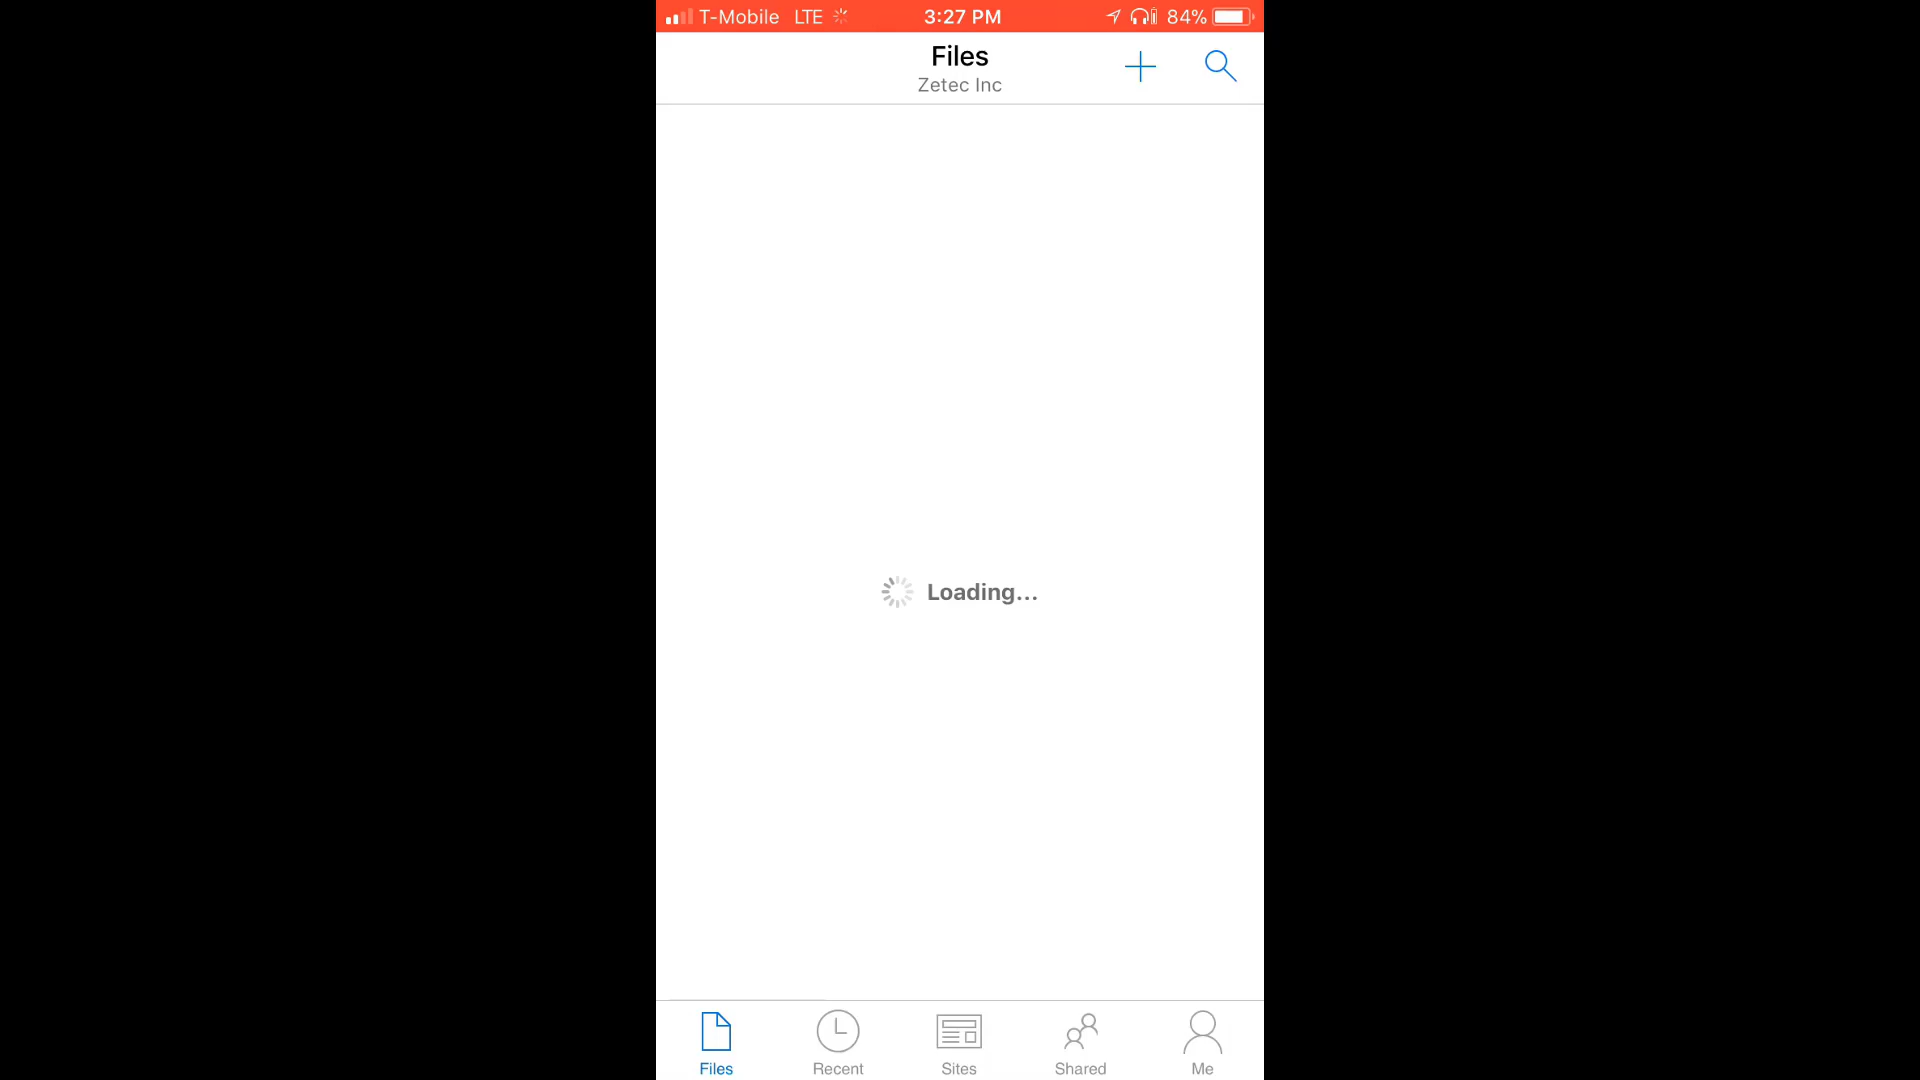 T-Mobile LTE 3:27 PM 84%
Files
Zetec Inc
Loading...
Files Recent Sites Shared Me